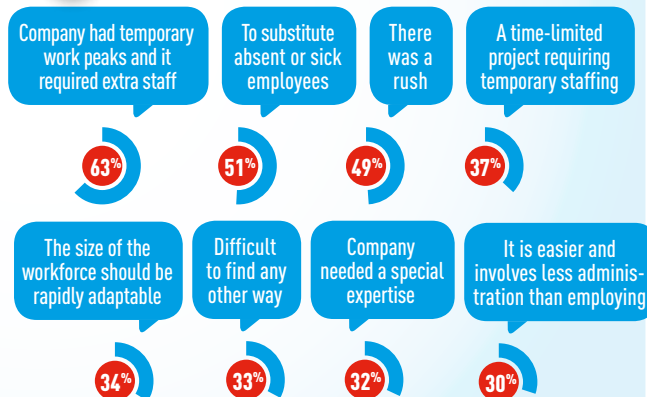 Company had temporary
work peaks and it
required extra staff
To substitute
absent or sick
employees
There
was a
rush
A time-limited
project requiring
temporary staffing
63%
51%
49%
37%
The size of the
workforce should be
rapidly adaptable
Difficult
to find any
other way
Company
needed a special
expertise
It is easier and
involves less adminis-
tration than employing
34%
33%
32%
30%